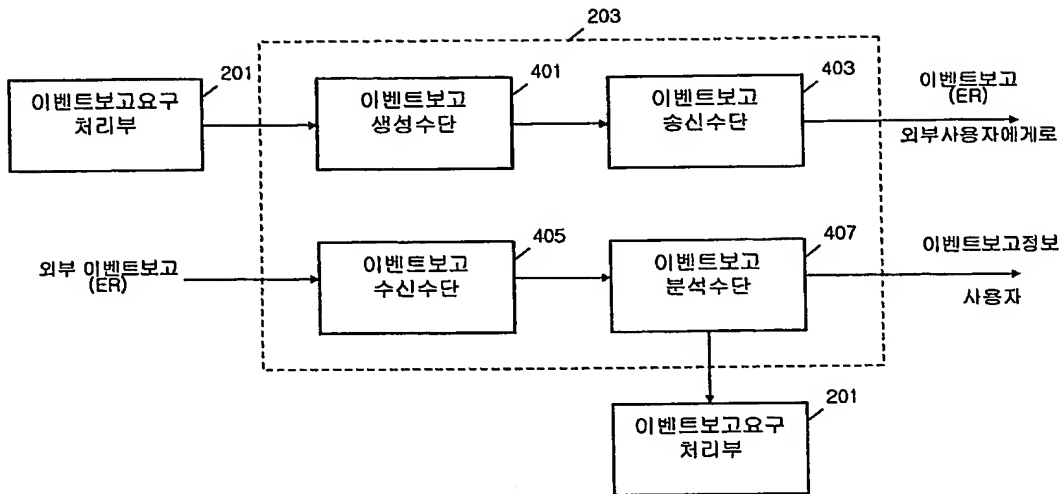 203
201
이벤트보고요구
처리부
401
이벤트보고
생성수단
403
이벤트보고
송신수단
이벤트보고
(ER)
외부사용자에게로
외부 이벤트보고
(ER)
405
이벤트보고
수신수단
407
이벤트보고
분석수단
이벤트보고정보
사용자
201
이벤트보고요구
처리부